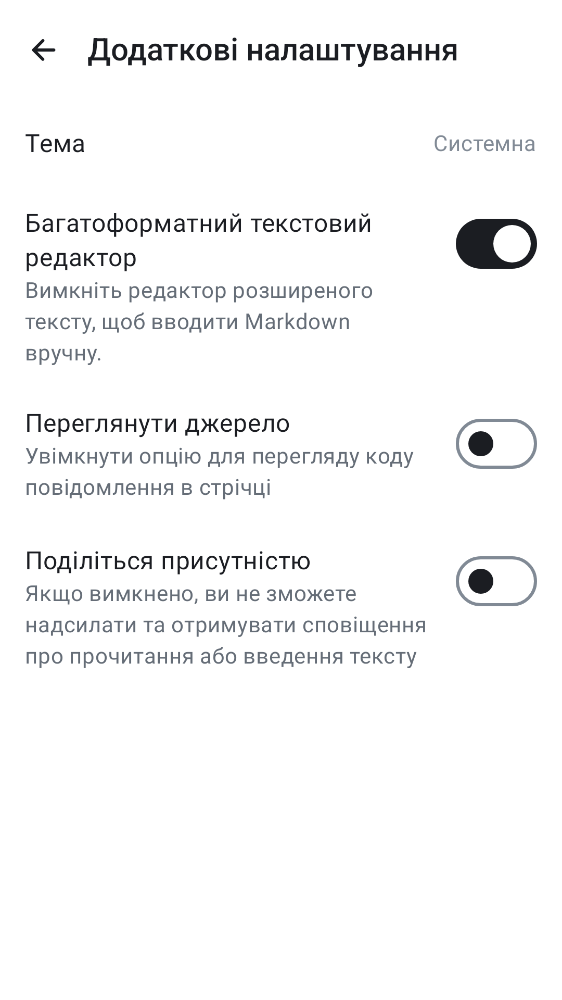 Додаткові налаштування
Тема
Системна
Багатоформатний текстовий
редактор
Вимкніть редактор розширеного
тексту, щоб вводити Markdown
вручну.
Переглянути джерело
Увімкнути опцію для перегляду коду
повідомлення в стрічці
Поділіться присутністю
Якщо вимкнено, ви не зможете
надсилати та отримувати сповіщення
про прочитання або введення тексту